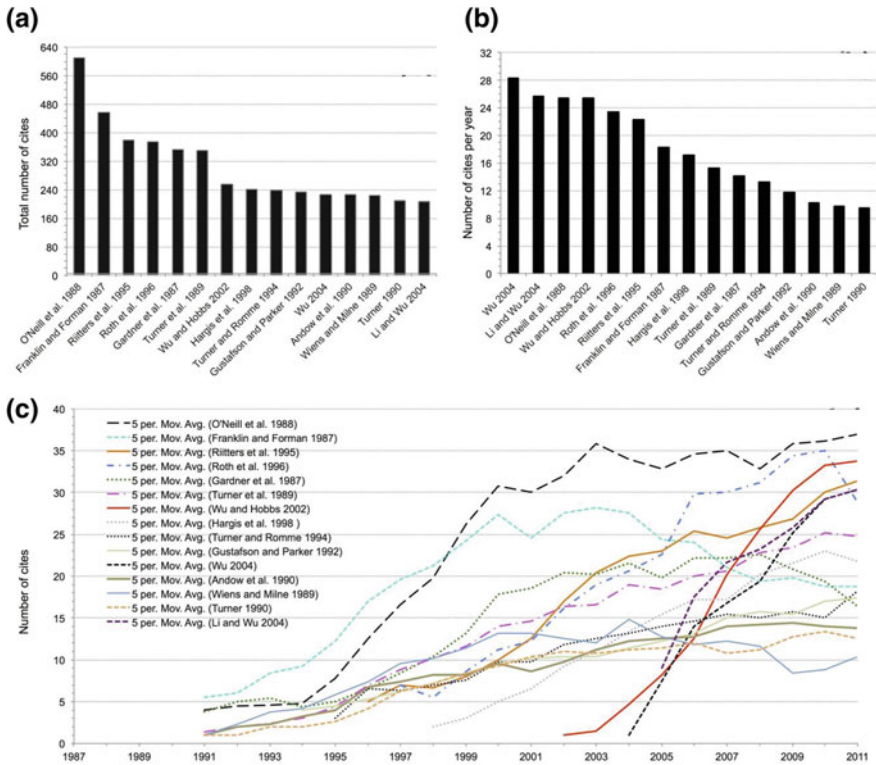 (a)
Total number of cites
640
560
480
400
320
240
160
80
0
O'Neill et al. 1988
Franklin and Forman 1987
Riitters et al. 1995
Roth et al. 1996
Gardner et al. 1987
Turner et al. 1989
Wu and Hobbs 2002
Hargis et al. 1998
Turner and Romme 1994
Gustafson and Parker 1992
Wu 2004
Andow et al. 1990
Wiens and Milne 1989
Turner 1990
Li and Wu 2004
(b)
Number of cites per year
32
28
24
20
16
12
8
4
0
Wu 2004
Li and Wu 2004
O'Neill et al. 1988
Wu and Hobbs 2002
Roth et al. 1996
Riitters et al. 1995
Franklin and Forman 1987
Hargis et al. 1998
Turner et al. 1989
Gardner et al. 1987
Turner and Romme 1994
Gustafson and Parker 1992
Andow et al. 1990
Wiens and Milne 1989
Turner 1990
(c)
Number of cites
40
35
30
25
20
15
10
5
0
5 per. Mov. Avg. (O'Neill et al. 1988)
5 per. Mov. Avg. (Franklin and Forman 1987)
5 per. Mov. Avg. (Riitters et al. 1995)
5 per. Mov. Avg. (Roth et al. 1996)
5 per. Mov. Avg. (Gardner et al. 1987)
5 per. Mov. Avg. (Turner et al. 1989)
5 per. Mov. Avg. (Wu and Hobbs 2002)
5 per. Mov. Avg. (Hargis et al. 1998 )
5 per. Mov. Avg. (Turner and Romme 1994)
5 per. Mov. Avg. (Gustafson and Parker 1992)
5 per. Mov. Avg. (Wu 2004)
5 per. Mov. Avg. (Andow et al. 1990)
5 per. Mov. Avg. (Wiens and Milne 1989)
5 per. Mov. Avg. (Turner 1990)
5 per. Mov. Avg. (Li and Wu 2004)
1987
1989
1991
1993
1995
1997
1999
2001
2003
2005
2007
2009
2011